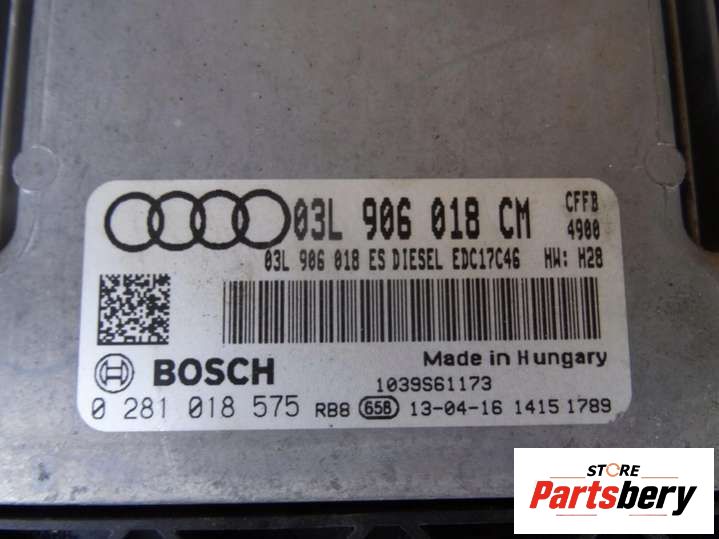 03L 906 018 CM CFFB
4900
03L 906 018 ES DIESEL EDC17C46 HW: H28
Made in Hungary
BOSCH 1039S61173
0 281 018 575 RB8 658 13-04-16 1415 1789
STORE
Partsbery